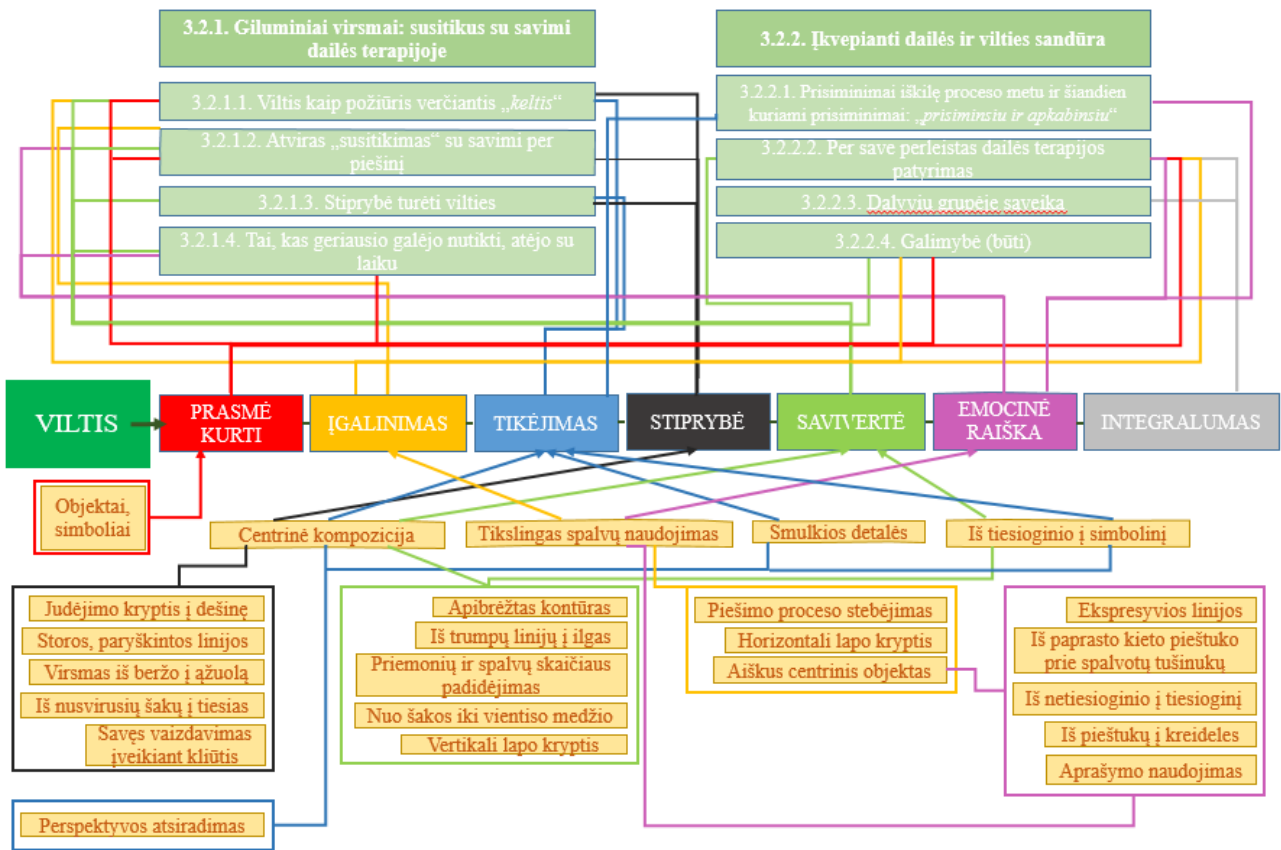 3.2.1. Giluminiai virsmai: susitikus su savimi
dailės terapijoje
3.2.1.1. Viltis kaip požiūris verčiantis „keltis“
3.2.1.2. Atviras „susitikimas“ su savimi per
piešinį
3.2.1.3. Stiprybė turėti vilties
3.2.1.4. Tai, kas geriausio galėjo nutikti, atėjo su
laiku
3.2.2. Įkvepianti dailės ir vilties sandūra
3.2.2.1. Prisiminimai iškilę proceso metu ir šiandien
kuriami prisiminimai: „prisiminsiu ir apkabinsiu“
3.2.2.2. Per save perleistas dailės terapijos
patyrimas
3.2.2.3. Dalyvių grupėje sąveika
3.2.2.4. Galimybė (būti)
VILTIS
PRASMĖ
KURTI
ĮGALINIMAS
TIKĖJIMAS
STIPRYBĖ
SAVIVERTĖ
EMOCINĖ
RAIŠKA
INTEGRALUMAS
Objektai,
simboliai
Centrinė kompozicija
Tikslingas spalvų naudojimas
Smulkios detalės
Iš tiesioginio į simbolinį
Judėjimo kryptis į dešinę
Storos, paryškintos linijos
Virsmas iš beržo į ąžuolą
Iš nusvirusių šakų į tiesias
Savęs vaizdavimas
įveikiant kliūtis
Apibrėžtas kontūras
Iš trumpų linijų į ilgas
Priemonių ir spalvų skaičiaus
padidėjimas
Nuo šakos iki vientiso medžio
Vertikali lapo kryptis
Piešimo proceso stebėjimas
Horizontali lapo kryptis
Aiškus centrinis objektas
Ekspresyvios linijos
Iš paprasto kieto pieštuko
prie spalvotų tušinukų
Iš netiesioginio į tiesioginį
Iš pieštukų į kreideles
Aprašymo naudojimas
Perspektyvos atsiradimas